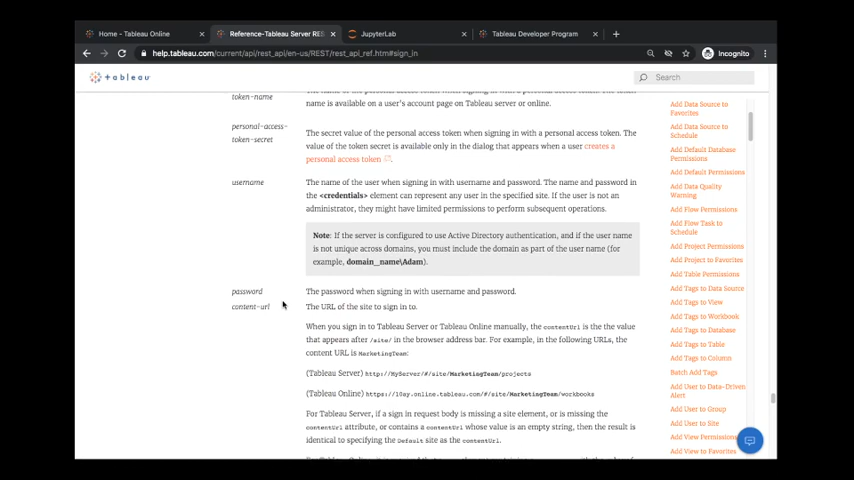 Home - Tableau Online
Reference-Tableau Server RES
JupyterLab
Tableau Developer Program
help.tableau.com/current/api/rest_api/en-us/REST/rest_api_ref.htm#sign_in
Incognito
+ a b l e a u
Search
token-name
name is available on a user's account page on Tableau server or online.
personal-access-
token-secret
The secret value of the personal access token when signing in with a personal access token. The
value of the token secret is available only in the dialog that appears when a user creates a
personal access token
username
The name of the user when signing in with username and password. The name and password in
the <credentials> element can represent any user in the specified site. If the user is not an
administrator, they might have limited permissions to perform subsequent operations.
Note: If the server is configured to use Active Directory authentication, and if the user name
is not unique across domains, you must include the domain as part of the user name (for
example, domain_name\Adam).
password
The password when signing in with username and password.
content-url
The URL of the site to sign in to.
When you sign in to Tableau Server or Tableau Online manually, the contentUrl is the the value
that appears after /site/ in the browser address bar. For example, in the following URLs, the
content URL is MarketingTeam:
(Tableau Server) http://MyServer/#/site/MarketingTeam/projects
(Tableau Online) https://10ay.online.tableau.com/#/site/MarketingTeam/workbooks
For Tableau Server, if a sign in request body is missing a site element, or is missing the
contentUrl attribute, or contains a contentUrl whose value is an empty string, then the result is
identical to specifying the Default site as the contentUrl.
Add Data Source to
Favorites
Add Data Source to
Schedule
Add Default Database
Permissions
Add Default Permissions
Add Data Quality
Warning
Add Flow Permissions
Add Flow Task to
Schedule
Add Project Permissions
Add Project to Favorites
Add Table Permissions
Add Tags to Data Source
Add Tags to View
Add Tags to Workbook
Add Tags to Database
Add Tags to Table
Add Tags to Column
Batch Add Tags
Add User to Data-Driven
Alert
Add User to Group
Add User to Site
Add View Permissions
Add View to Favorites